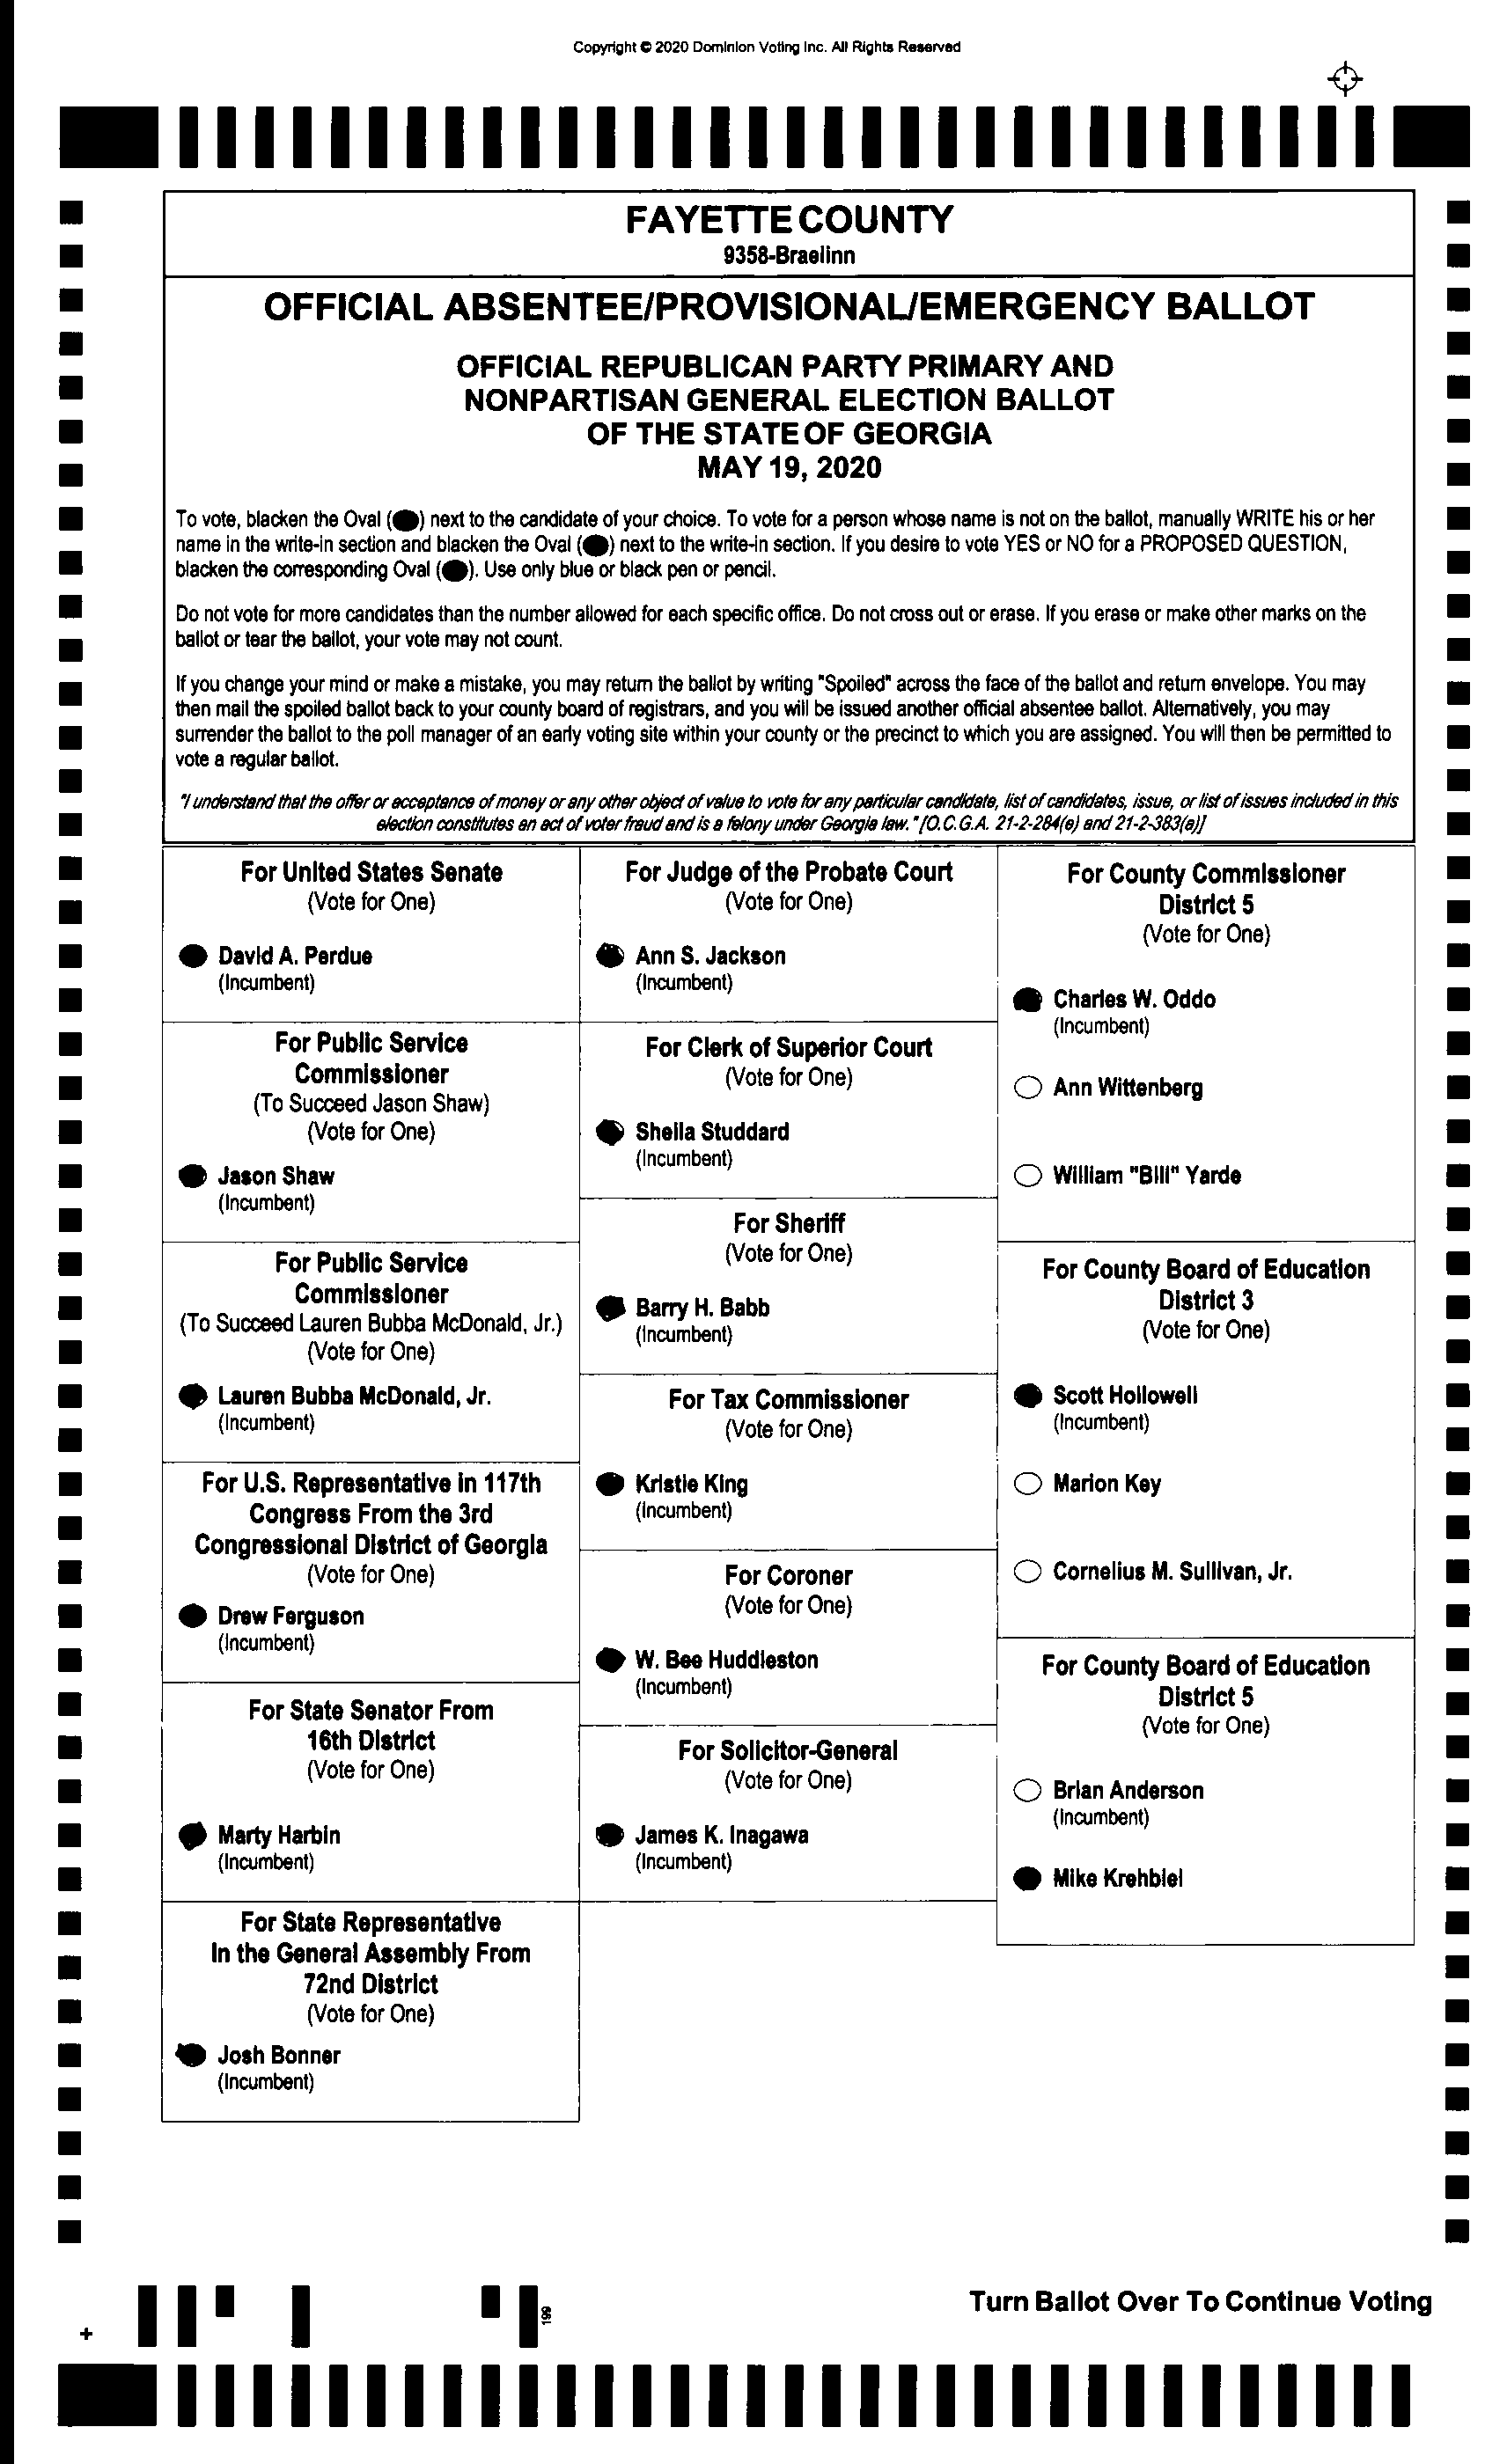 Copyright © 2020 Dominion Voting Inc. All Rights Reserved
FAYETTE COUNTY
9358-Braelinn
OFFICIAL ABSENTEE/PROVISIONAL/EMERGENCY BALLOT
OFFICIAL REPUBLICAN PARTY PRIMARY AND
NONPARTISAN GENERAL ELECTION BALLOT
OF THE STATE OF GEORGIA
MAY 19, 2020
To vote, blacken the Oval (●) next to the candidate of your choice. To vote for a person whose name is not on the ballot, manually WRITE his or her
name in the write-in section and blacken the Oval (●) next to the write-in section. If you desire to vote YES or NO for a PROPOSED QUESTION,
blacken the corresponding Oval (●). Use only blue or black pen or pencil.
Do not vote for more candidates than the number allowed for each specific office. Do not cross out or erase. If you erase or make other marks on the
ballot or tear the ballot, your vote may not count.
If you change your mind or make a mistake, you may return the ballot by writing "Spoiled" across the face of the ballot and return envelope. You may
then mail the spoiled ballot back to your county board of registrars, and you will be issued another official absentee ballot. Alternatively, you may
surrender the ballot to the poll manager of an early voting site within your county or the precinct to which you are assigned. You will then be permitted to
vote a regular ballot.
"I understand that the offer or acceptance of money or any other object of value to vote for any particular candidate, list of candidates, issue, or list of issues included in this
election constitutes an act of voter fraud and is a felony under Georgia law." [O.C.G.A. 21-2-284(e) and 21-2-383(a)]
For United States Senate
(Vote for One)
David A. Perdue
(Incumbent)
For Public Service
Commissioner
(To Succeed Jason Shaw)
(Vote for One)
Jason Shaw
(Incumbent)
For Public Service
Commissioner
(To Succeed Lauren Bubba McDonald, Jr.)
(Vote for One)
Lauren Bubba McDonald, Jr.
(Incumbent)
For U.S. Representative in 117th
Congress From the 3rd
Congressional District of Georgia
(Vote for One)
Drew Ferguson
(Incumbent)
For State Senator From
16th District
(Vote for One)
Marty Harbin
(Incumbent)
For State Representative
In the General Assembly From
72nd District
(Vote for One)
Josh Bonner
(Incumbent)
For Judge of the Probate Court
(Vote for One)
Ann S. Jackson
(Incumbent)
For Clerk of Superior Court
(Vote for One)
Sheila Studdard
(Incumbent)
For Sheriff
(Vote for One)
Barry H. Babb
(Incumbent)
For Tax Commissioner
(Vote for One)
Kristie King
(Incumbent)
For Coroner
(Vote for One)
W. Bee Huddleston
(Incumbent)
For Solicitor-General
(Vote for One)
James K. Inagawa
(Incumbent)
For County Commissioner
District 5
(Vote for One)
Charles W. Oddo
(Incumbent)
Ann Wittenberg
William "Bill" Yarde
For County Board of Education
District 3
(Vote for One)
Scott Hollowell
(Incumbent)
Marion Key
Cornelius M. Sullivan, Jr.
For County Board of Education
District 5
(Vote for One)
Brian Anderson
(Incumbent)
Mike Krehbiel
Turn Ballot Over To Continue Voting
199
+